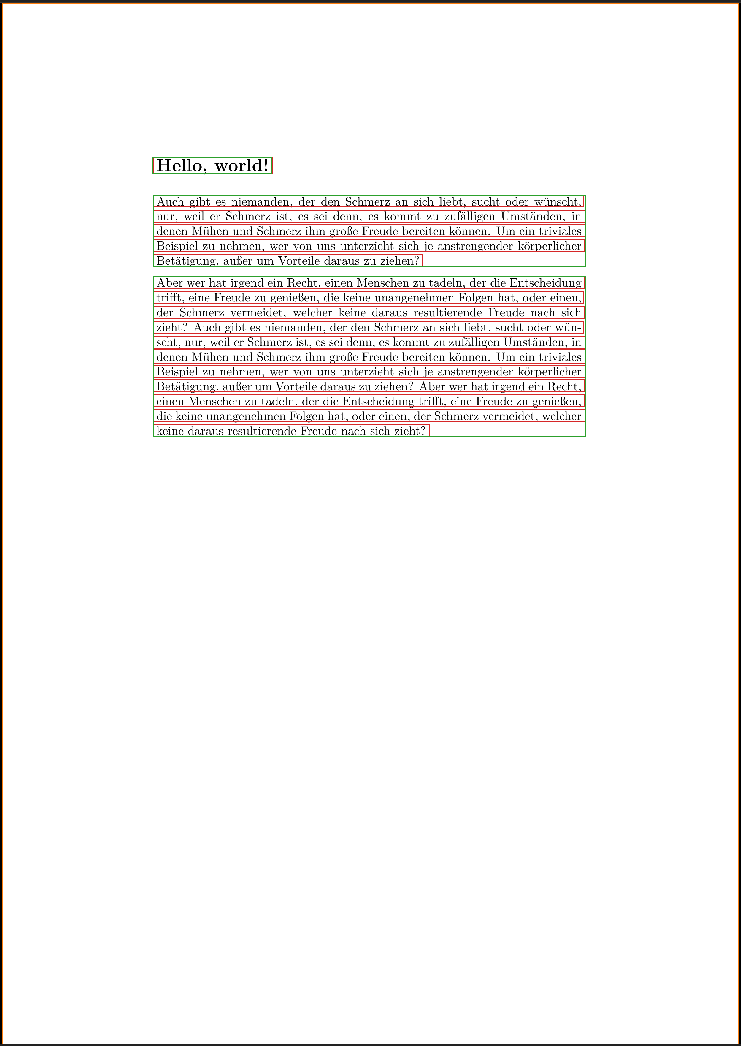 Hello, world!
Auch gibt es niemanden, der den Schmerz an sich liebt, sucht oder wünscht,
nur, weil er Schmerz ist, es sei denn, es kommt zu zufälligen Umständen, in
denen Mühen und Schmerz ihm große Freude bereiten können. Um ein triviales
Beispiel zu nehmen, wer von uns unterzieht sich je anstrengender körperlicher
Betätigung, außer um Vorteile daraus zu ziehen?
Aber wer hat irgend ein Recht, einen Menschen zu tadeln, der die Entscheidung
trifft, eine Freude zu genießen, die keine unangenehmen Folgen hat, oder einen,
der Schmerz vermeidet, welcher keine daraus resultierende Freude nach sich
zieht? Auch gibt es niemanden, der den Schmerz an sich liebt, sucht oder wün-
scht, nur, weil er Schmerz ist, es sei denn, es kommt zu zufälligen Umständen, in
denen Mühen und Schmerz ihm große Freude bereiten können. Um ein triviales
Beispiel zu nehmen, wer von uns unterzieht sich je anstrengender körperlicher
Betätigung, außer um Vorteile daraus zu ziehen? Aber wer hat irgend ein Recht,
einen Menschen zu tadeln, der die Entscheidung trifft, eine Freude zu genießen,
die keine unangenehmen Folgen hat, oder einen, der Schmerz vermeidet, welcher
keine daraus resultierende Freude nach sich zieht?